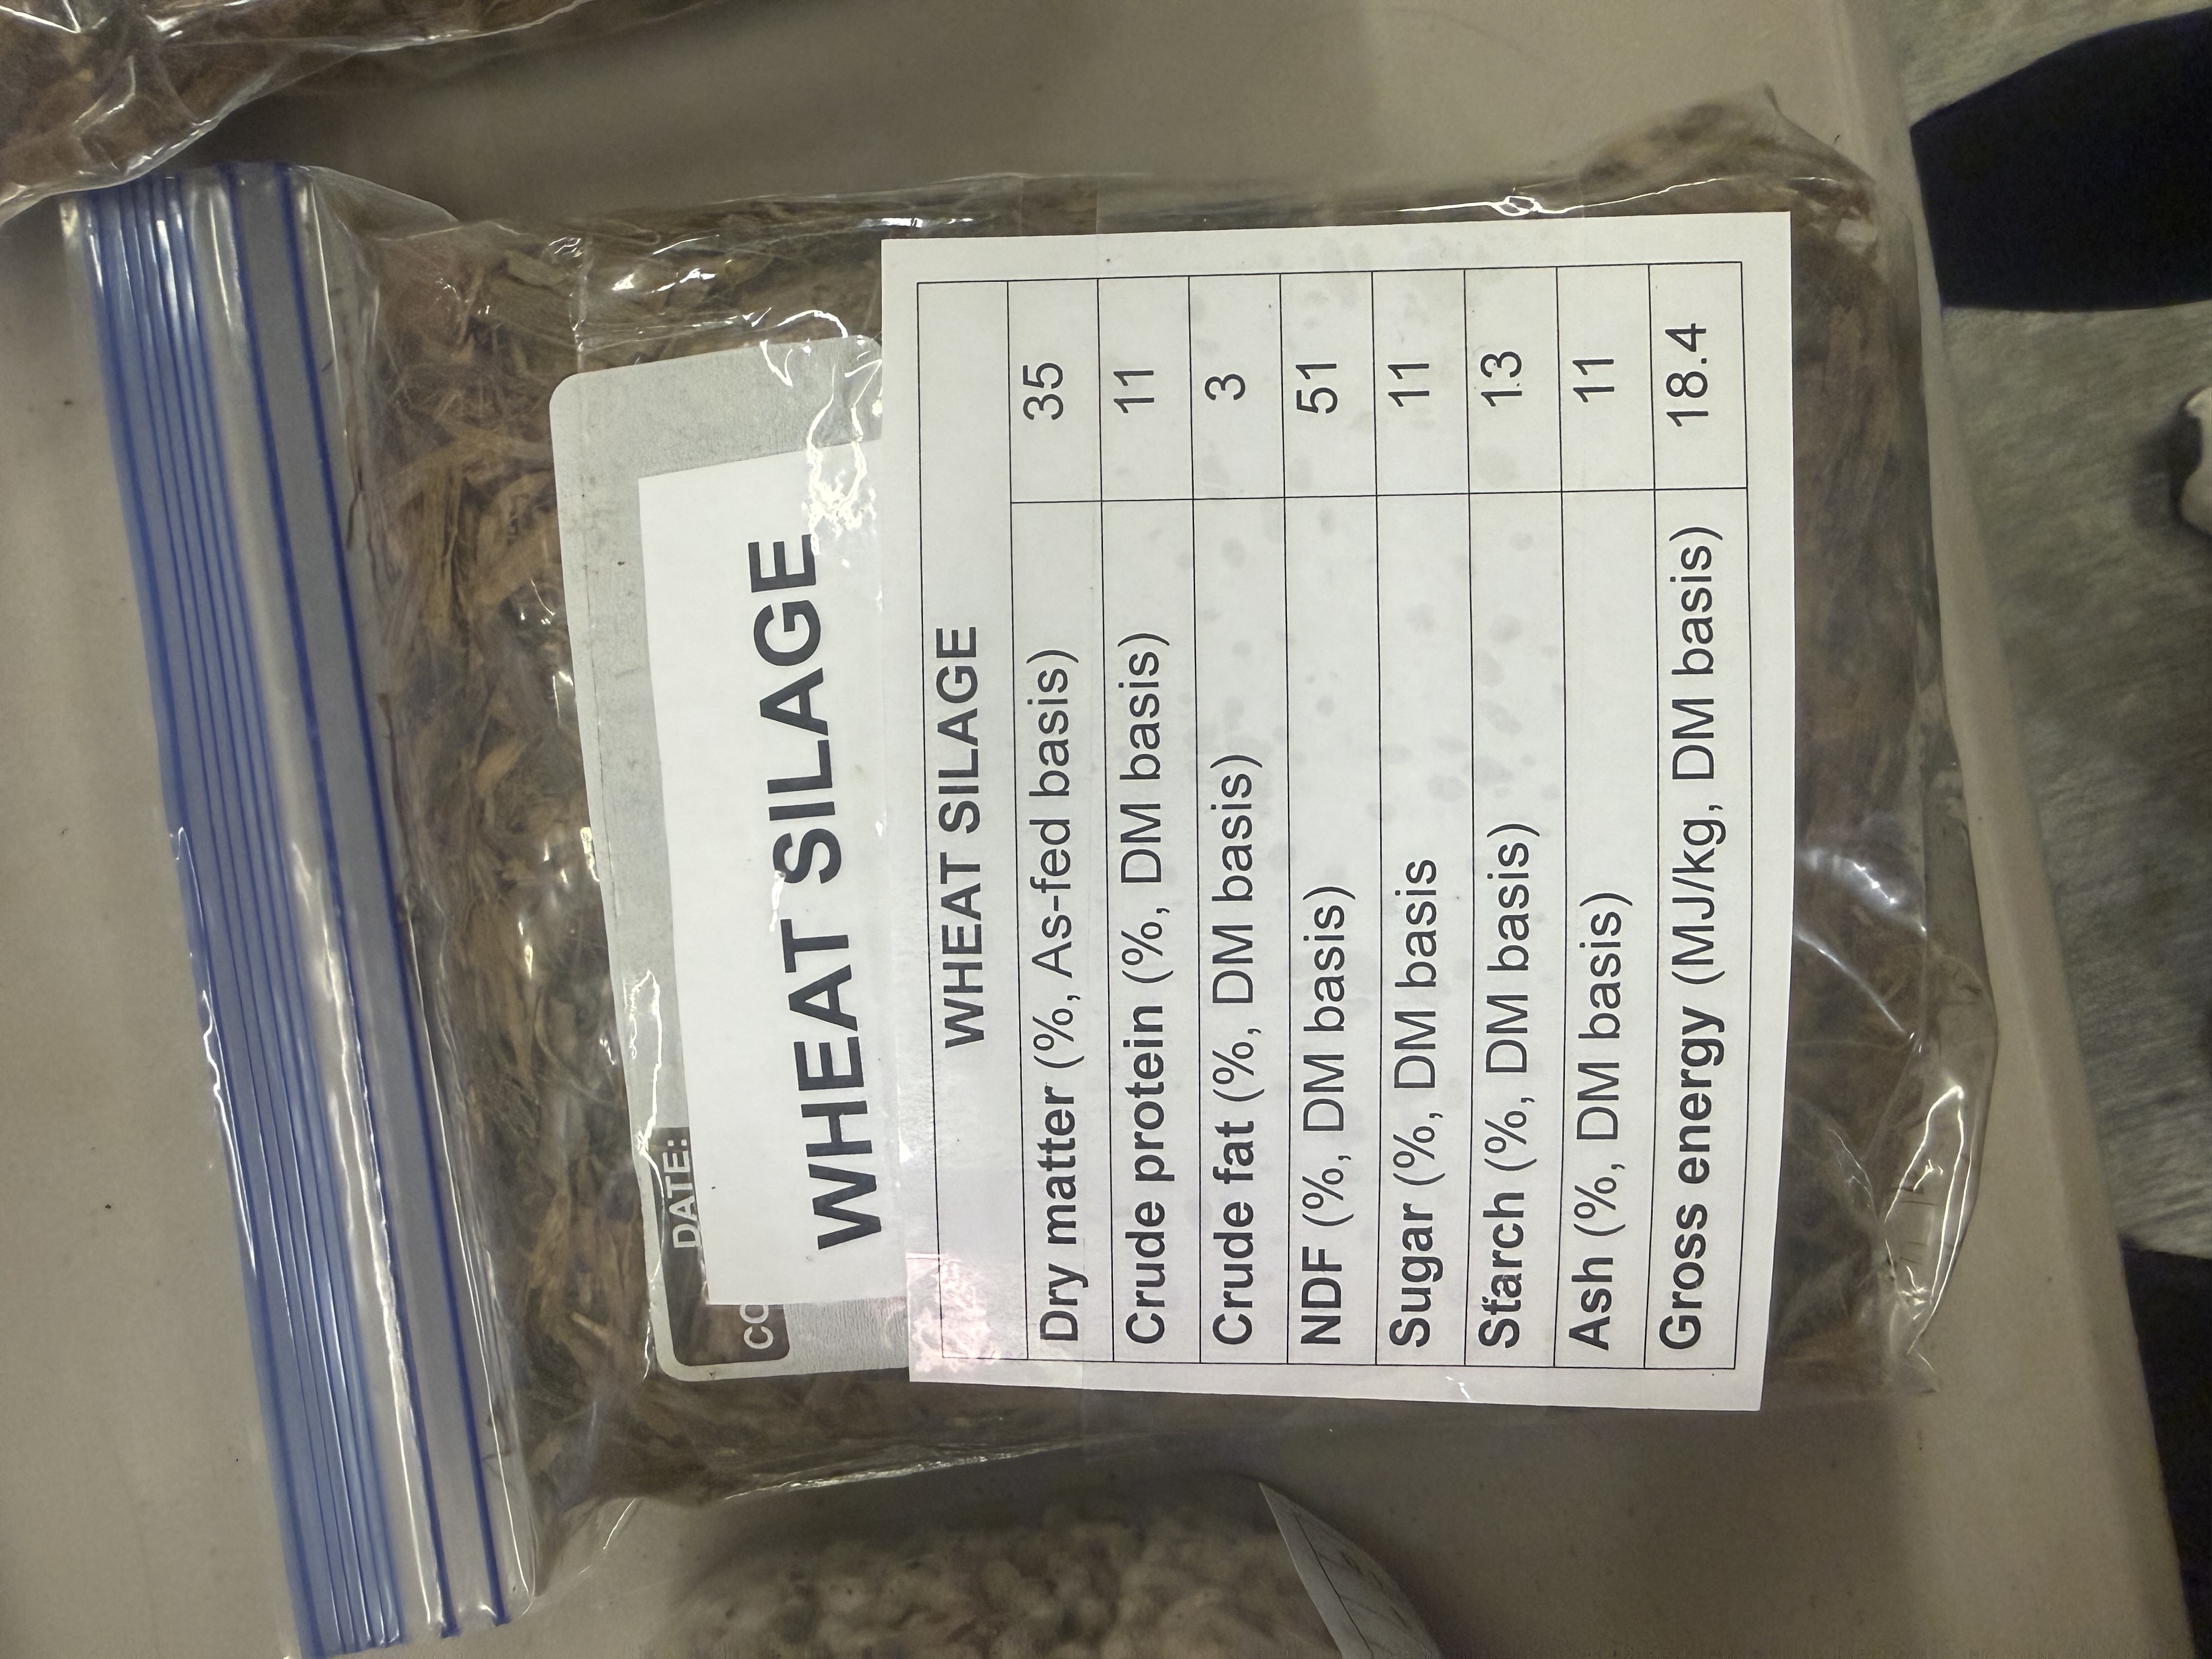 DATE:
CO
WHEAT SILAGE
WHEAT SILAGE
Dry matter (%, As-fed basis) 35
Crude protein (%, DM basis) 11
Crude fat (%, DM basis) 3
NDF (%, DM basis) 51
Sugar (%, DM basis 11
Starch (%, DM basis) 13
Ash (%, DM basis) 11
Gross energy (MJ/kg, DM basis) 18.4